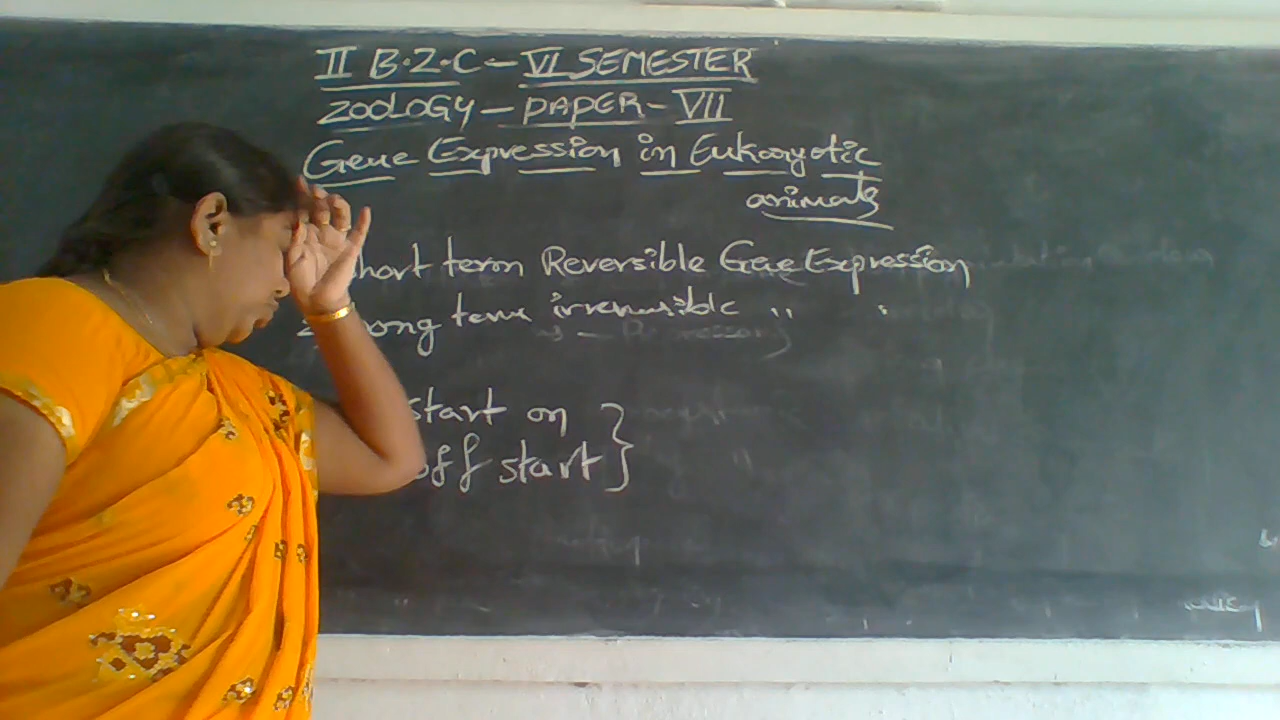 II B.Z.C - VI SEMESTER
ZOOLOGY - PAPER - VII
Gene Expression in Eukaryotic
animals
short term Reversible Gene Expression
long term irreversible " "
start on
off start }